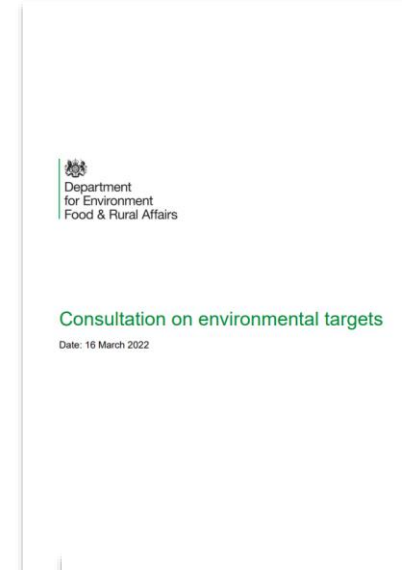 Department
for Environment
Food & Rural Affairs
Consultation on environmental targets
Date: 16 March 2022